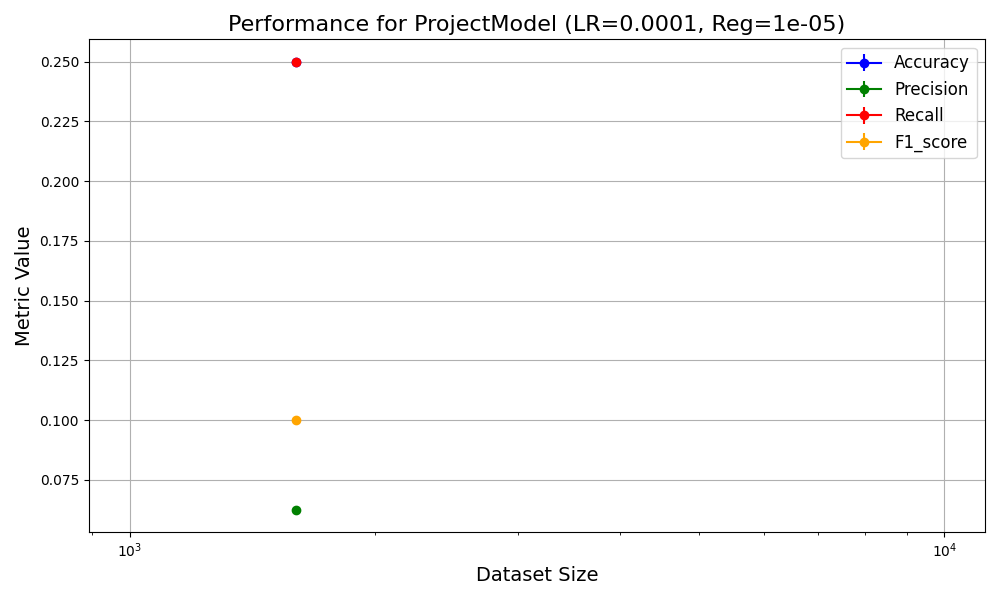 Performance for ProjectModel (LR=0.0001, Reg=1e-05)
Metric Value
0.250
0.225
0.200
0.175
0.150
0.125
0.100
0.075
Accuracy
Precision
Recall
F1_score
10³ 10⁴
Dataset Size